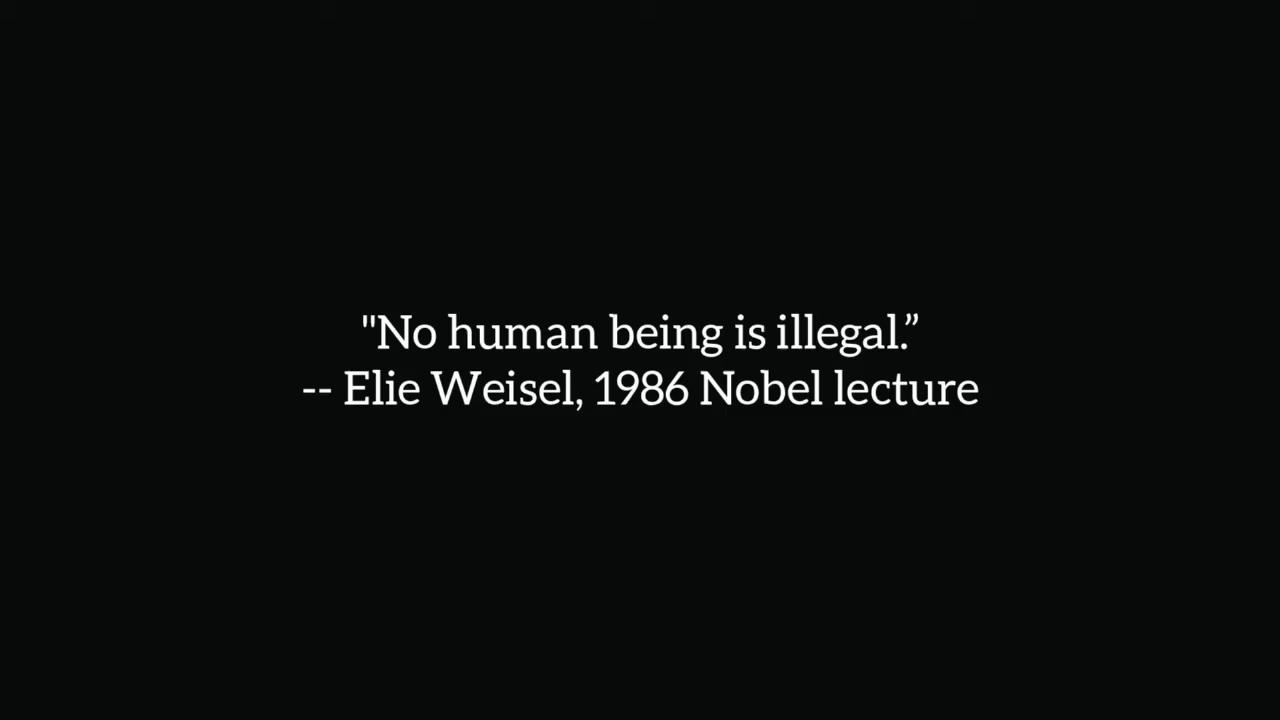 "No human being is illegal.”
-- Elie Weisel, 1986 Nobel lecture